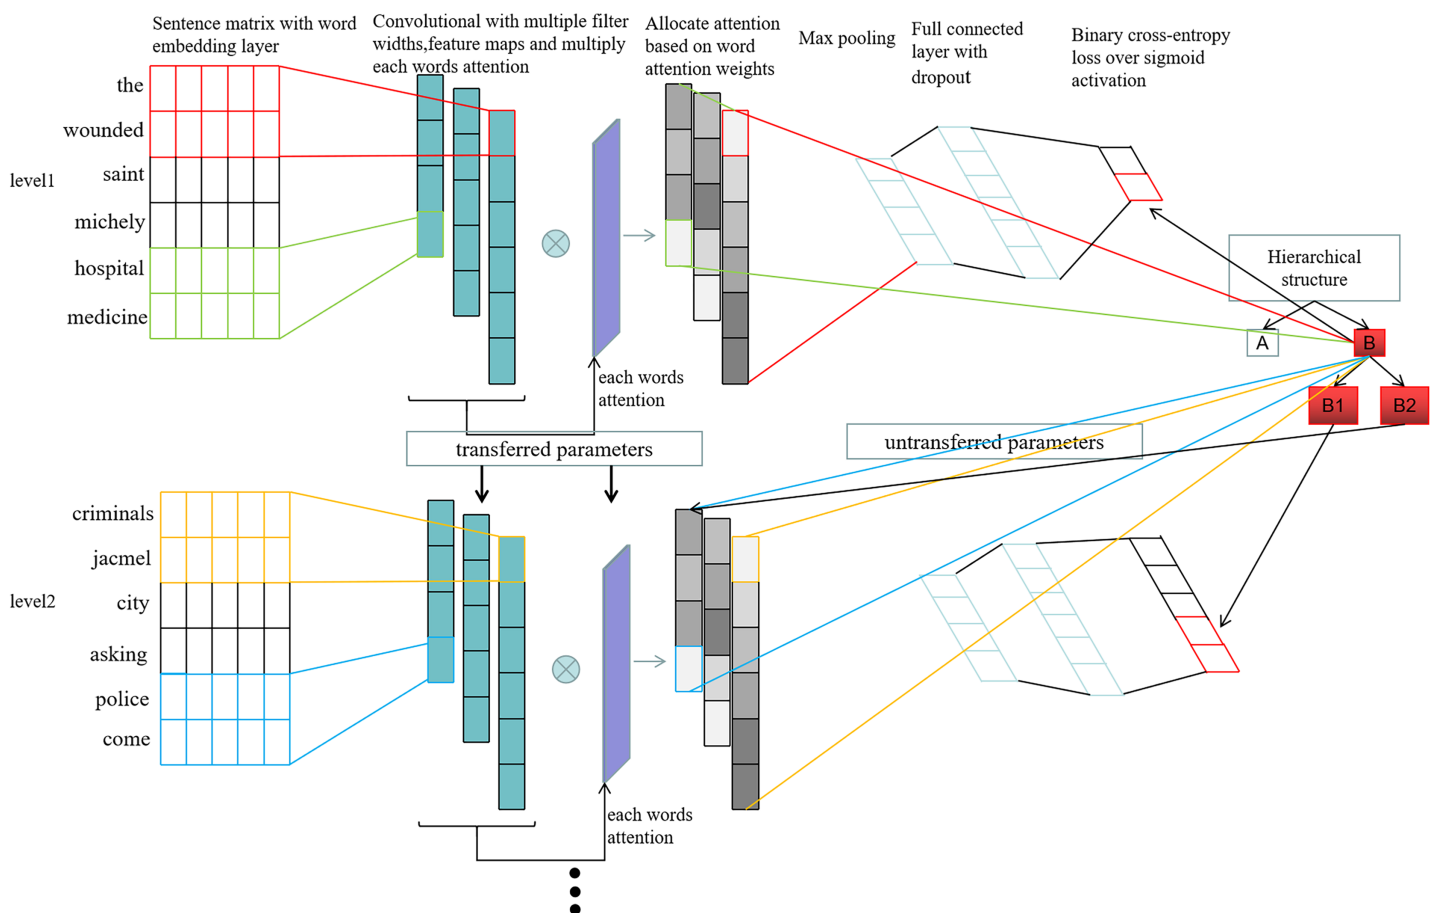 Sentence matrix with word
embedding layer
Convolutional with multiple filter
widths,feature maps and multiply
each words attention
Allocate attention
based on word
attention weights
Max pooling
Full connected
layer with
dropout
Binary cross-entropy
loss over sigmoid
activation
level1
the
wounded
saint
michely
hospital
medicine
each words
attention
Hierarchical
structure
A
B
B1
B2
transferred parameters
untransferred parameters
level2
criminals
jacmel
city
asking
police
come
each words
attention